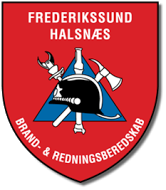 FREDERIKSSUND
HALSNÆS
BRAND- & REDNINGSBEREDSKAB